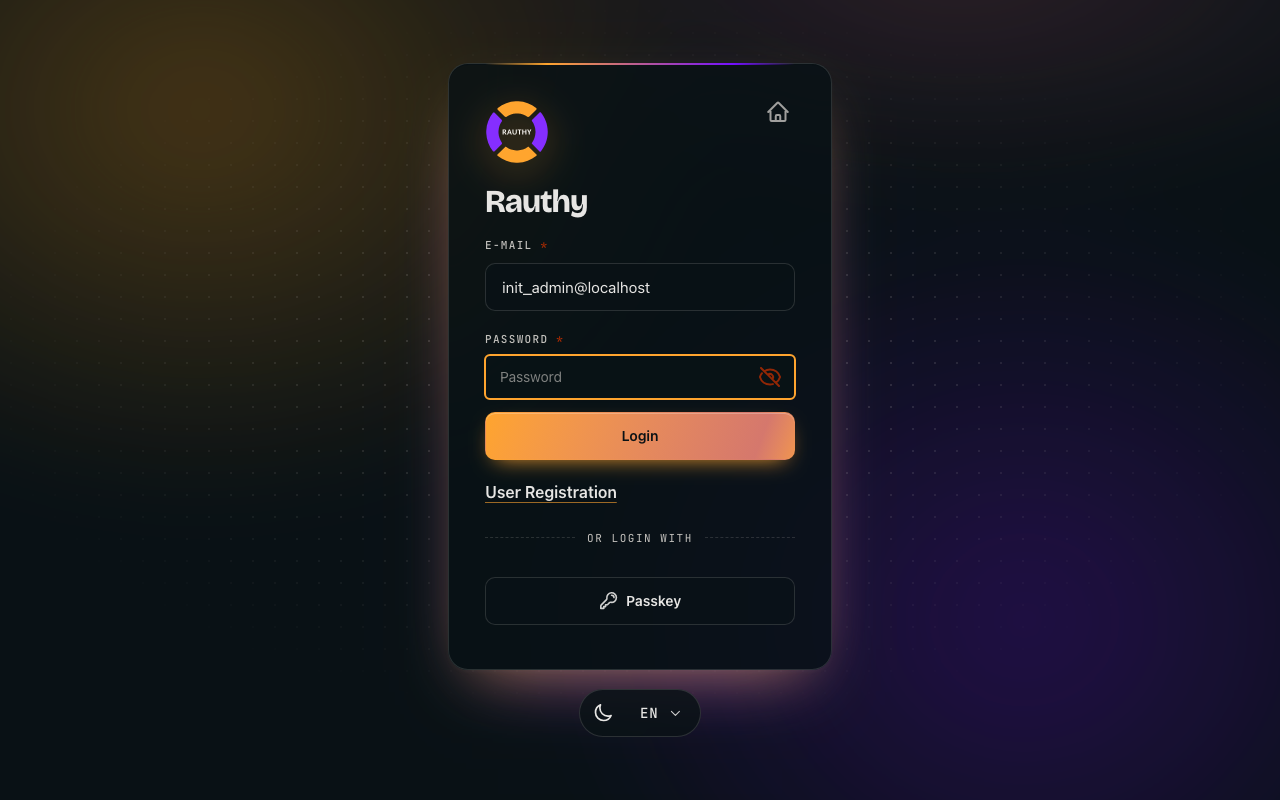 RAUTHY
Rauthy
E-MAIL *
init_admin@localhost
PASSWORD *
Password
Login
User Registration
OR LOGIN WITH
Passkey
EN